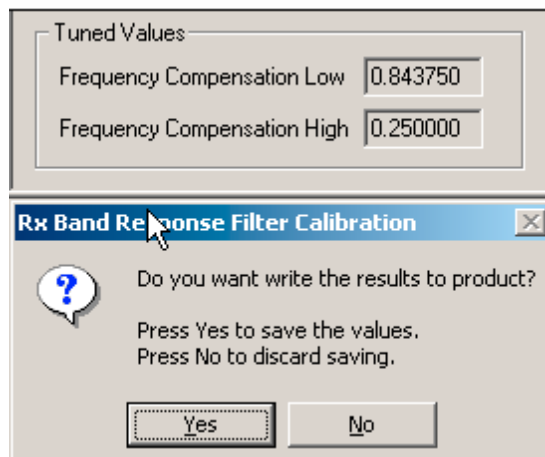 Tuned Values
Frequency Compensation Low 0.843750
Frequency Compensation High 0.250000
Rx Band Response Filter Calibration
Do you want write the results to product?
Press Yes to save the values.
Press No to discard saving.
Yes No